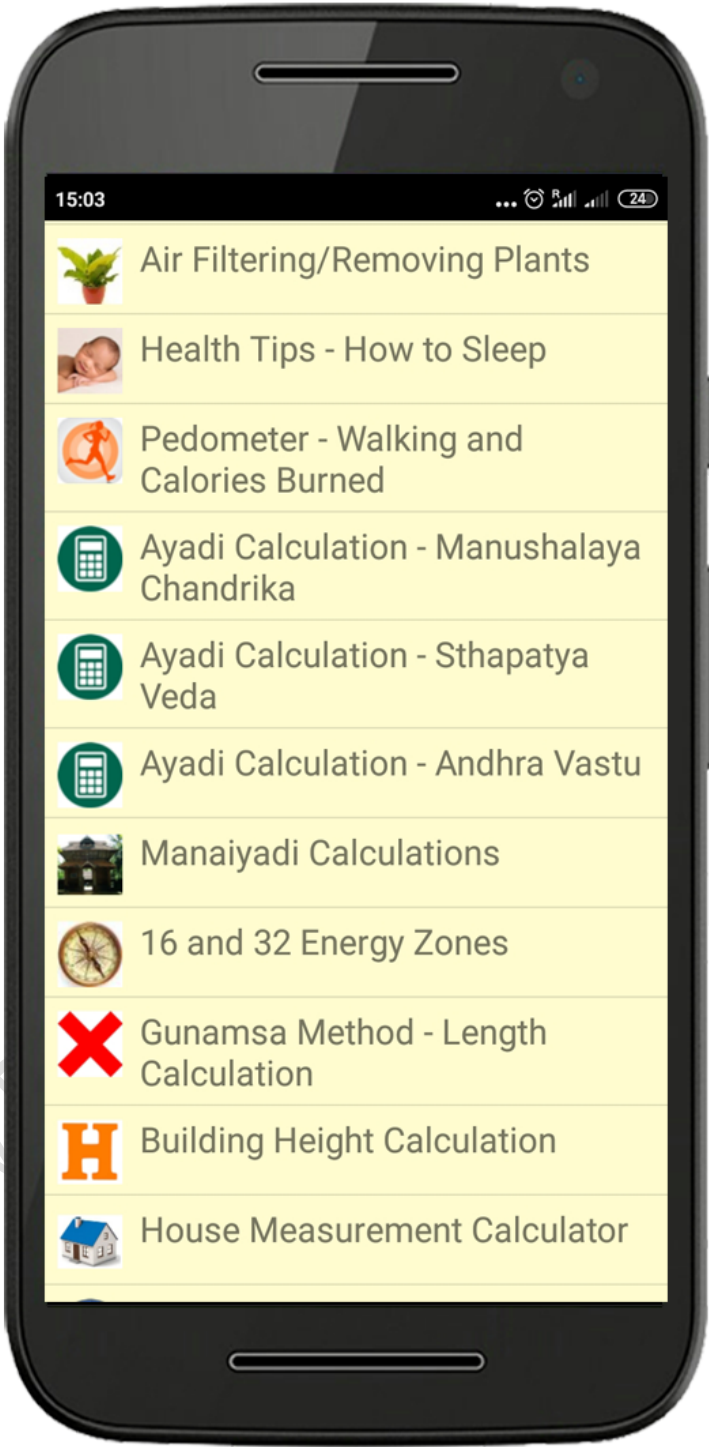 15:03
R
24
Air Filtering/Removing Plants
Health Tips - How to Sleep
Pedometer - Walking and
Calories Burned
Ayadi Calculation - Manushalaya
Chandrika
Ayadi Calculation - Sthapatya
Veda
Ayadi Calculation - Andhra Vastu
Manaiyadi Calculations
16 and 32 Energy Zones
Gunamsa Method - Length
Calculation
H
Building Height Calculation
House Measurement Calculator